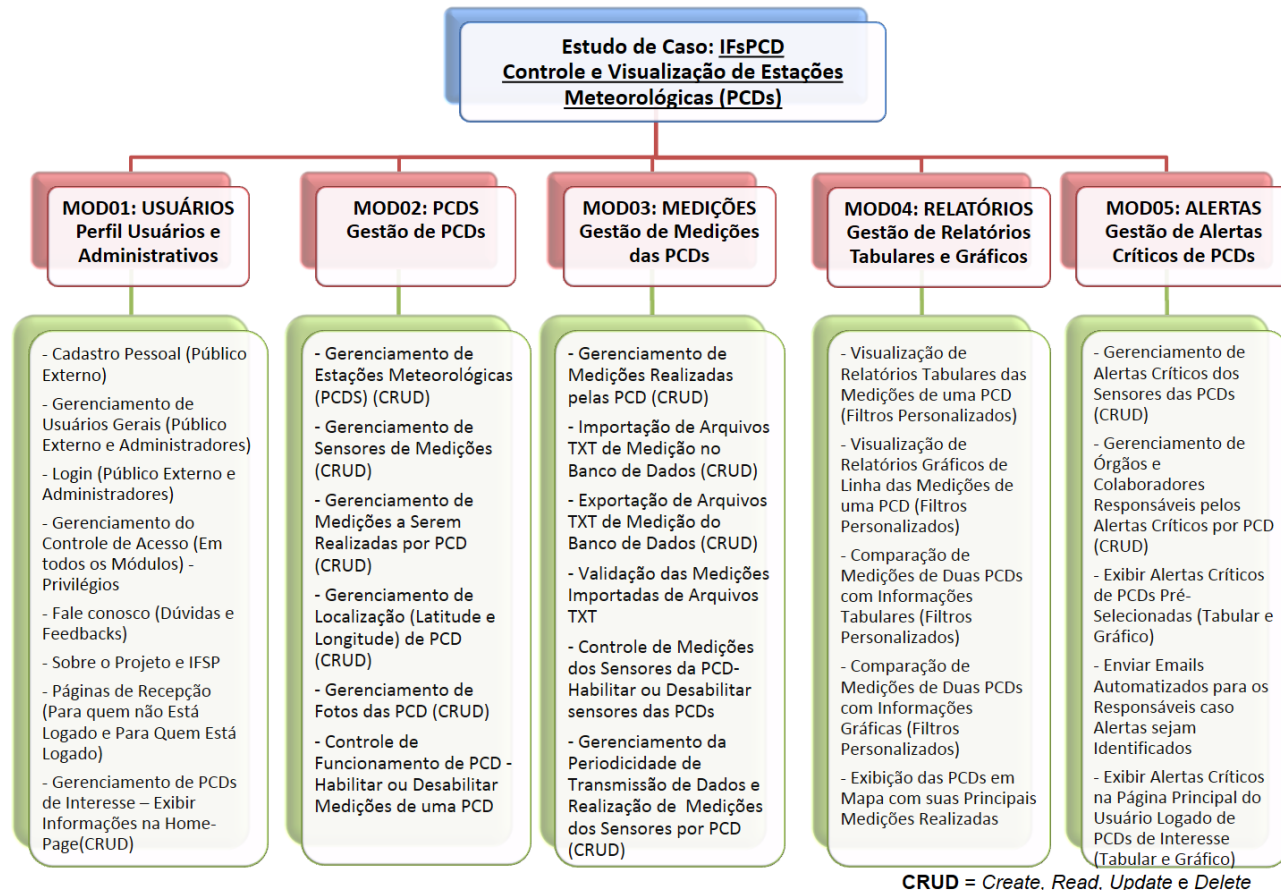 Estudo de Caso: IFsPCD
Controle e Visualização de Estações
Meteorológicas (PCDs)
MOD01: USUÁRIOS
Perfil Usuários e
Administrativos
MOD02: PCDS
Gestão de PCDs
MOD03: MEDIÇÕES
Gestão de Medições
das PCDs
MOD04: RELATÓRIOS
Gestão de Relatórios
Tabulares e Gráficos
MOD05: ALERTAS
Gestão de Alertas
Críticos de PCDs
- Cadastro Pessoal (Público
Externo)
- Gerenciamento de
Usuários Gerais (Público
Externo e Administradores)
- Login (Público Externo e
Administradores)
- Gerenciamento do
Controle de Acesso (Em
todos os Módulos) -
Privilégios
- Fale conosco (Dúvidas e
Feedbacks)
- Sobre o Projeto e IFSP
- Páginas de Recepção
(Para quem não Está
Logado e Para Quem Está
Logado)
- Gerenciamento de PCDs
de Interesse – Exibir
Informações na Home-
Page(CRUD)
- Gerenciamento de
Estações Meteorológicas
(PCDS) (CRUD)
- Gerenciamento de
Sensores de Medições
(CRUD)
- Gerenciamento de
Medições a Serem
Realizadas por PCD
(CRUD)
- Gerenciamento de
Localização (Latitude e
Longitude) de PCD
(CRUD)
- Gerenciamento de
Fotos das PCD (CRUD)
- Controle de
Funcionamento de PCD -
Habilitar ou Desabilitar
Medições de uma PCD
- Gerenciamento de
Medições Realizadas
pelas PCD (CRUD)
- Importação de Arquivos
TXT de Medição no
Banco de Dados (CRUD)
- Exportação de Arquivos
TXT de Medição do
Banco de Dados (CRUD)
- Validação das Medições
Importadas de Arquivos
TXT
- Controle de Medições
dos Sensores da PCD-
Habilitar ou Desabilitar
sensores das PCDs
- Gerenciamento da
Periodicidade de
Transmissão de Dados e
Realização de Medições
dos Sensores por PCD
(CRUD)
- Visualização de
Relatórios Tabulares das
Medições de uma PCD
(Filtros Personalizados)
- Visualização de
Relatórios Gráficos de
Linha das Medições de
uma PCD (Filtros
Personalizados)
- Comparação de
Medições de Duas PCDs
com Informações
Tabulares (Filtros
Personalizados)
- Comparação de
Medições de Duas PCDs
com Informações
Gráficas (Filtros
Personalizados)
- Exibição das PCDs em
Mapa com suas Principais
Medições Realizadas
- Gerenciamento de
Alertas Críticos dos
Sensores das PCDs
(CRUD)
- Gerenciamento de
Órgãos e
Colaboradores
Responsáveis pelos
Alertas Críticos por PCD
(CRUD)
- Exibir Alertas Críticos
de PCDs Pré-
Selecionadas (Tabular e
Gráfico)
- Enviar Emails
Automatizados para os
Responsáveis caso
Alertas sejam
Identificados
- Exibir Alertas Críticos
na Página Principal do
Usuário Logado de
PCDs de Interesse
(Tabular e Gráfico)
CRUD = Create, Read, Update e Delete